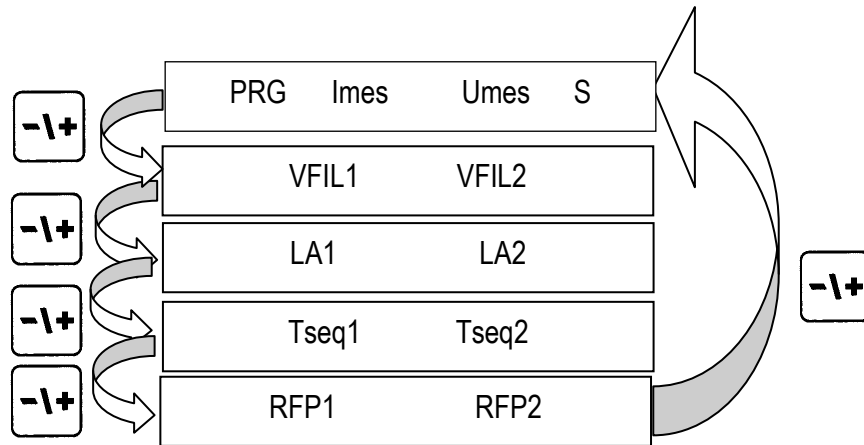 PRG Imes Umes S
-\+
VFIL1 VFIL2
-\+
LA1 LA2
-\+
-\+
Tseq1 Tseq2
-\+
RFP1 RFP2